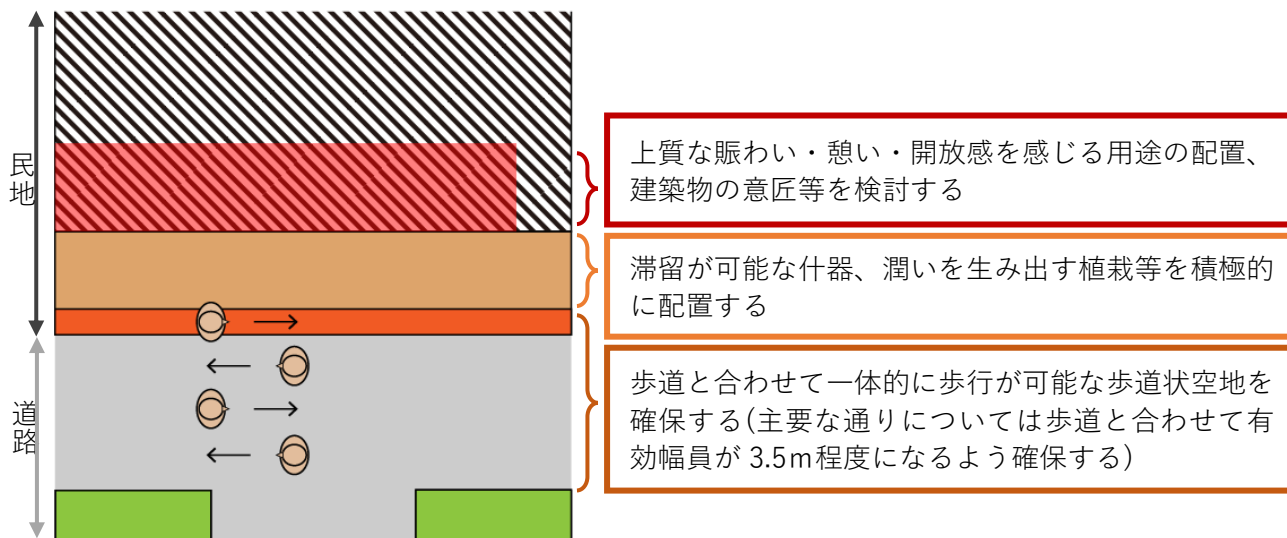 民地
道路
上質な賑わい・憩い・開放感を感じる用途の配置、
建築物の意匠等を検討する
滞留が可能な什器、潤いを生み出す植栽等を積極的
に配置する
歩道と合わせて一体的に歩行が可能な歩道状空地を
確保する(主要な通りについては歩道と合わせて有
効幅員が 3.5m程度になるよう確保する)